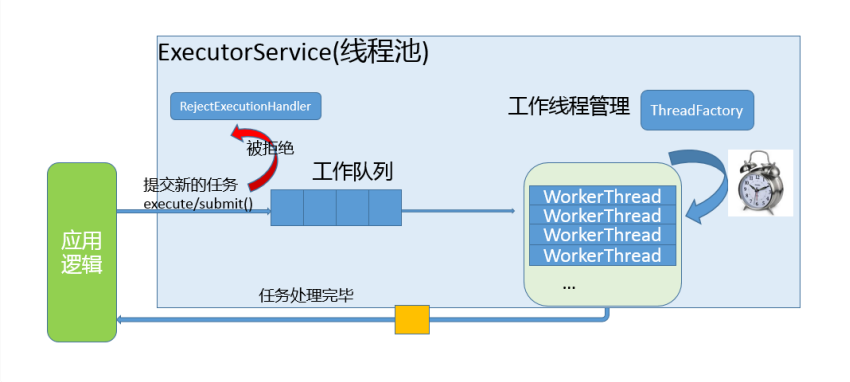 ExecutorService(线程池)
RejectExecutionHandler
工作线程管理
ThreadFactory
被拒绝
工作队列
提交新的任务
execute/submit()
应用
逻辑
WorkerThread
WorkerThread
WorkerThread
WorkerThread
...
任务处理完毕